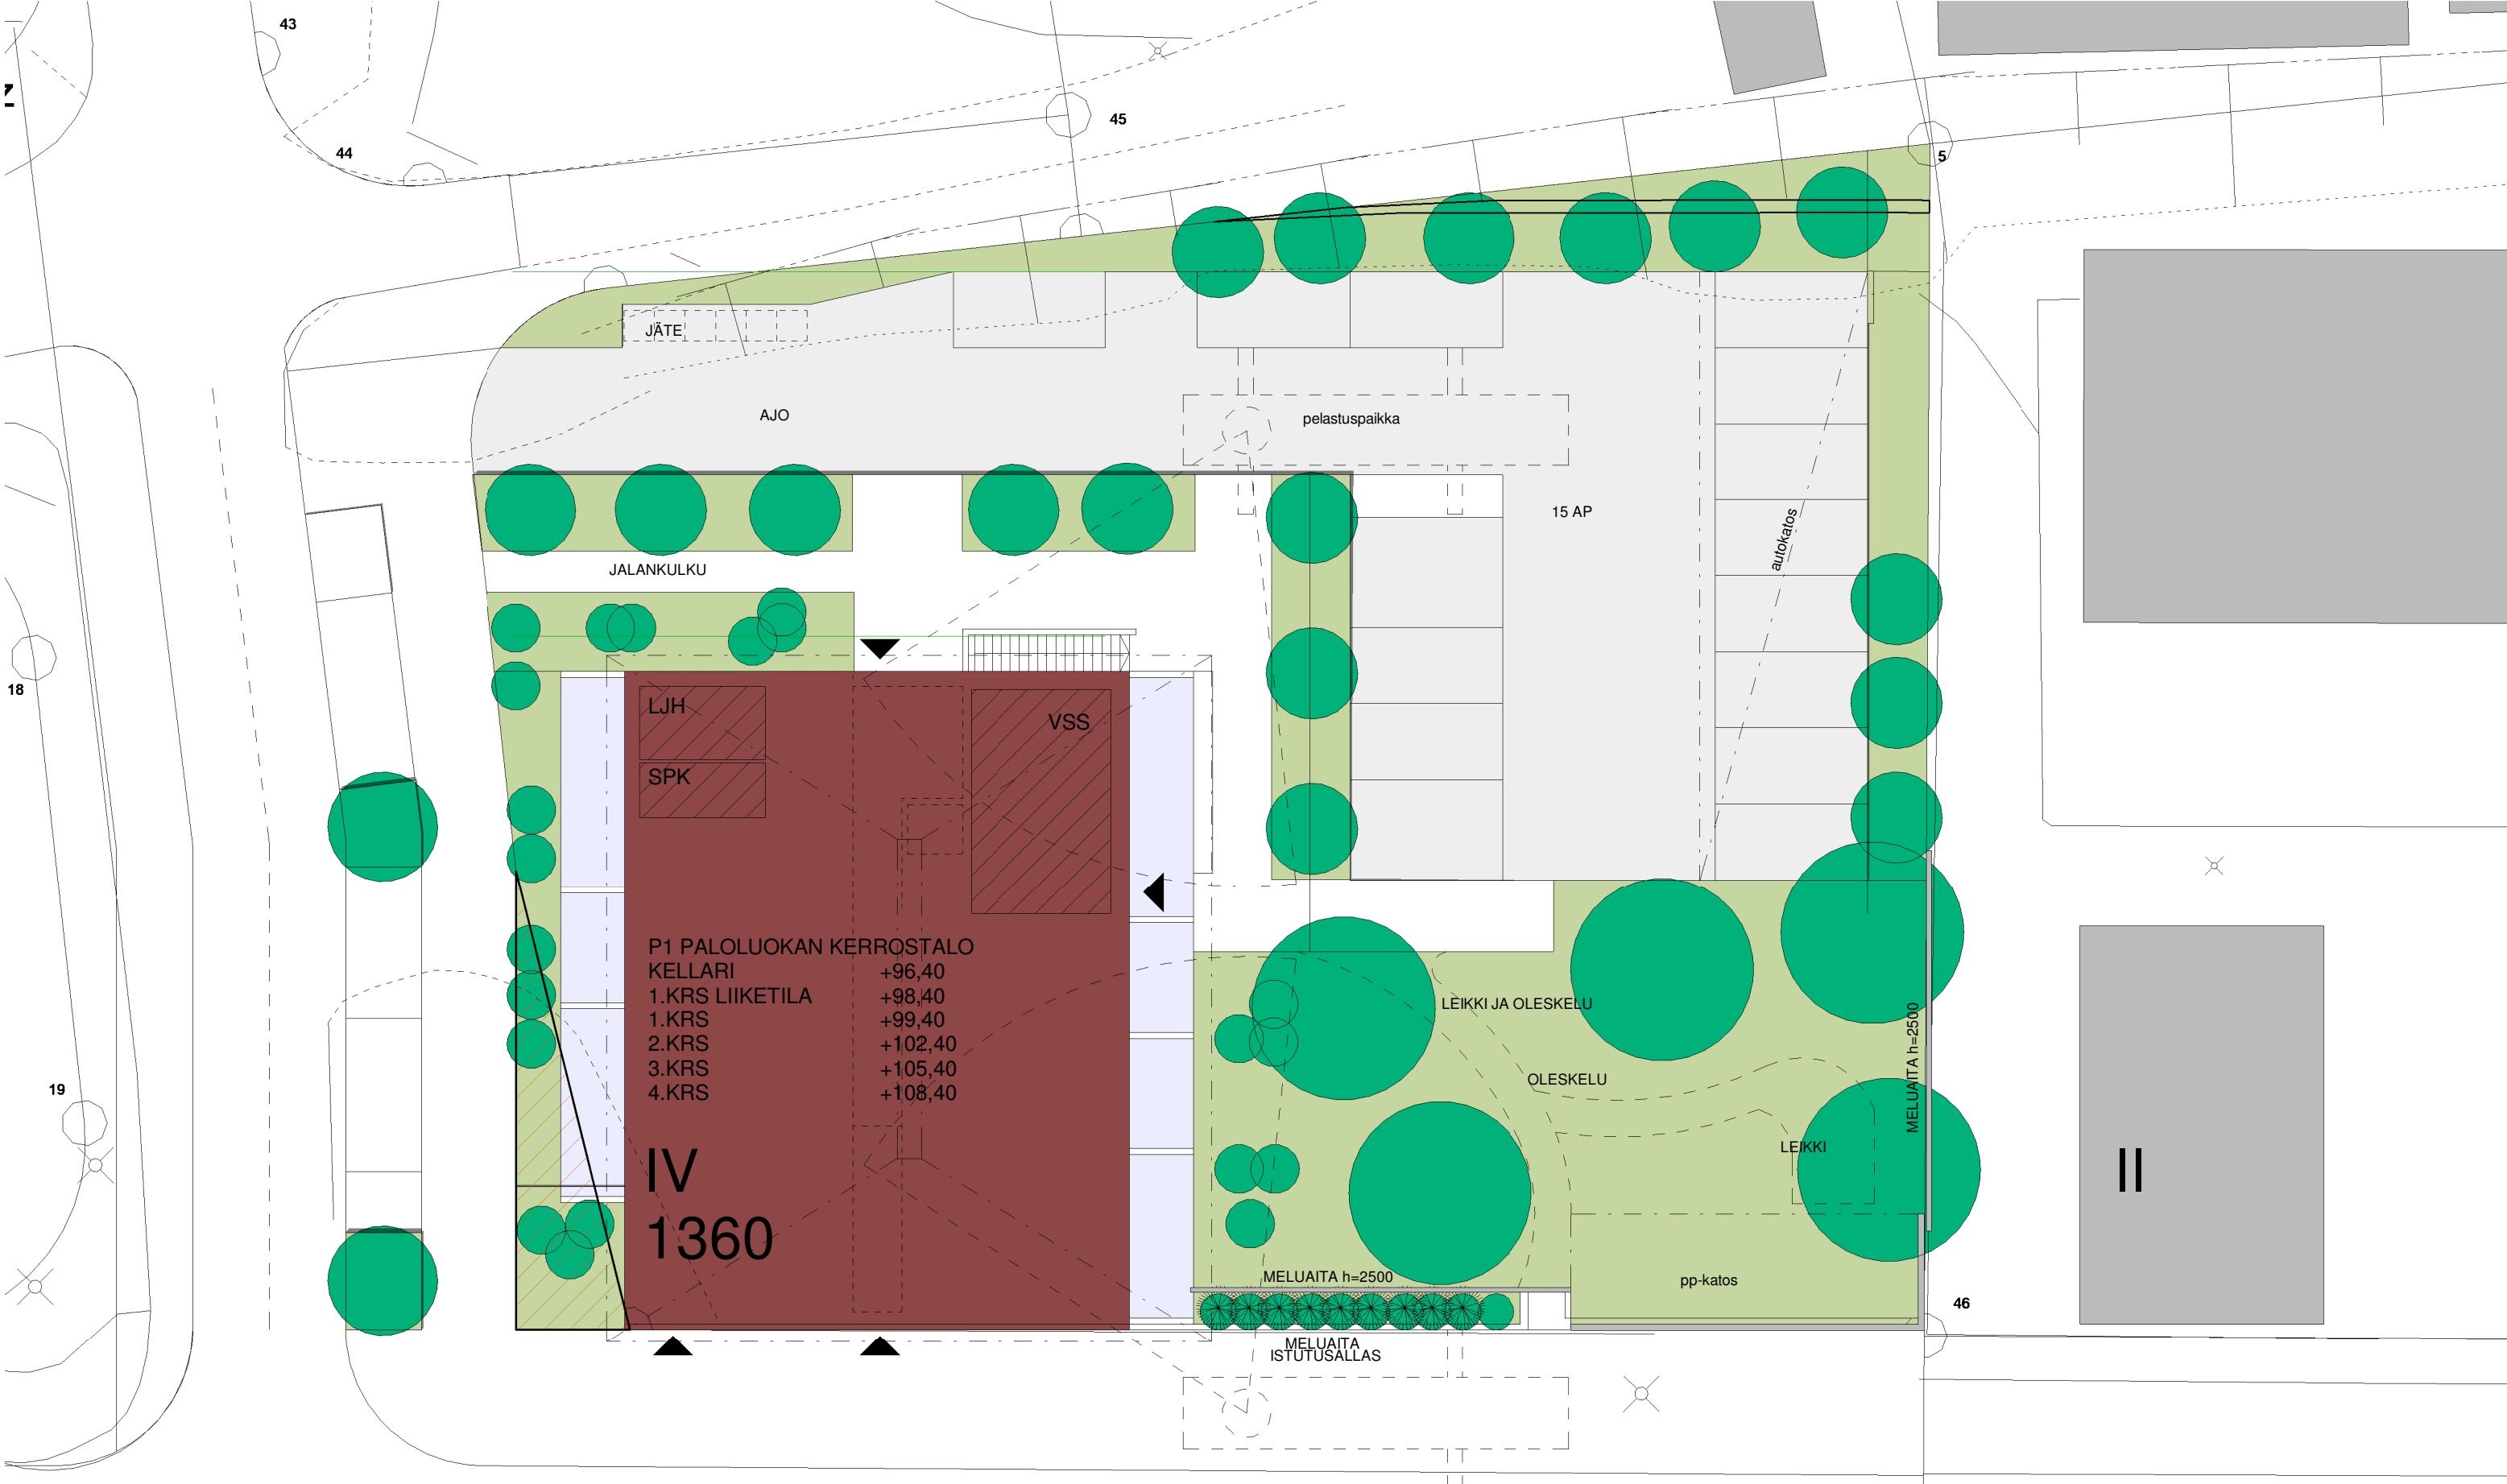 43
44
45
5
JÄTE
AJO
pelastuspaikka
15 AP
autokatos
JALANKULKU
18
LJH
VSS
SPK
P1 PALOLUOKAN KERROSTALO
KELLARI +96,40
1.KRS LIIKETILA +98,40
1.KRS +99,40
2.KRS +102,40
3.KRS +105,40
4.KRS +108,40
IV
1360
19
LEIKKI JA OLESKELU
OLESKELU
LEIKKI
MELUAITA h=2500
II
MELUAITA h=2500
pp-katos
46
MELUAITA
ISTUTUSALLAS